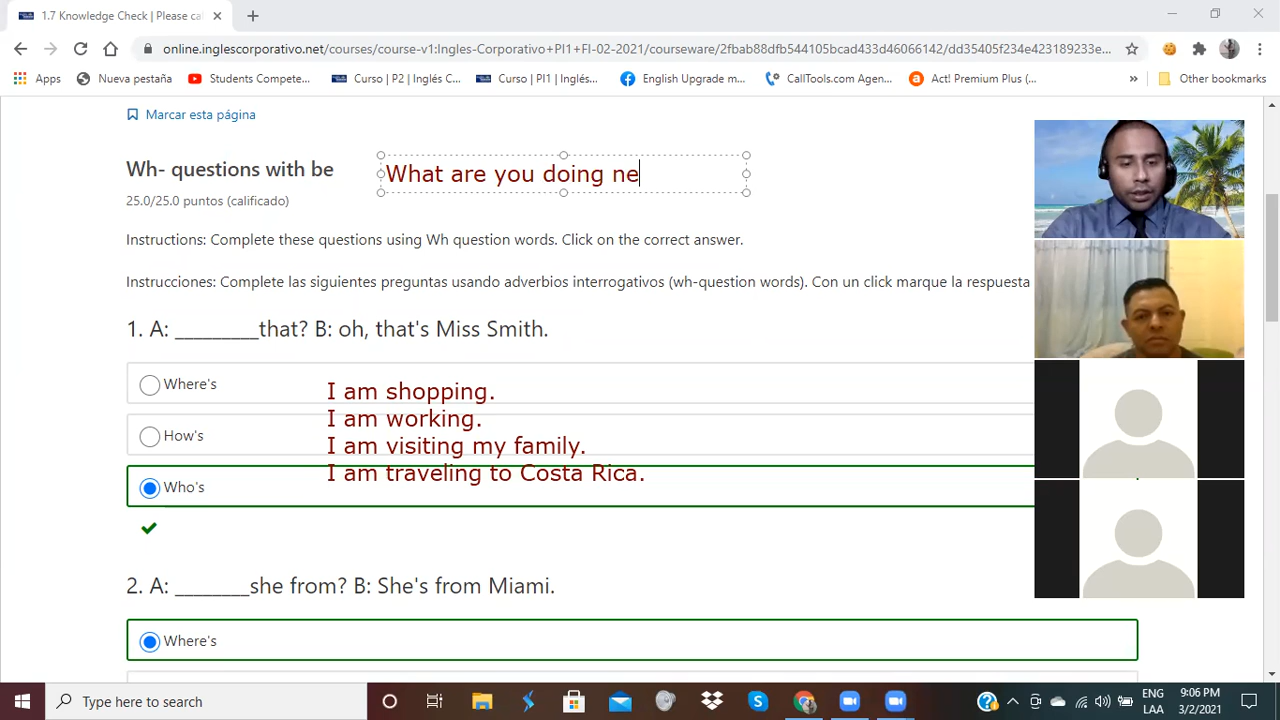 1.7 Knowledge Check | Please ca
online.inglescorporativo.net/courses/course-v1:Ingles-Corporativo+PI1+FI-02-2021/courseware/2fbab88dfb544105bcad433d46066142/dd35405f234e423189233e...
Apps
Nueva pestaña
Students Compete...
Curso | P2 | Inglés C...
Curso | PI1 | Inglés...
English Upgrade m...
CallTools.com Agen...
Act! Premium Plus (...
»
Other bookmarks
Marcar esta página
Wh- questions with be
What are you doing ne
25.0/25.0 puntos (calificado)
Instructions: Complete these questions using Wh question words. Click on the correct answer.
Instrucciones: Complete las siguientes preguntas usando adverbios interrogativos (wh-question words). Con un click marque la respuesta
1. A: _________that? B: oh, that's Miss Smith.
Where's
I am shopping.
I am working.
How's
I am visiting my family.
I am traveling to Costa Rica.
Who's
2. A: ________she from? B: She's from Miami.
Where's
Type here to search
ENG
LAA
9:06 PM
3/2/2021